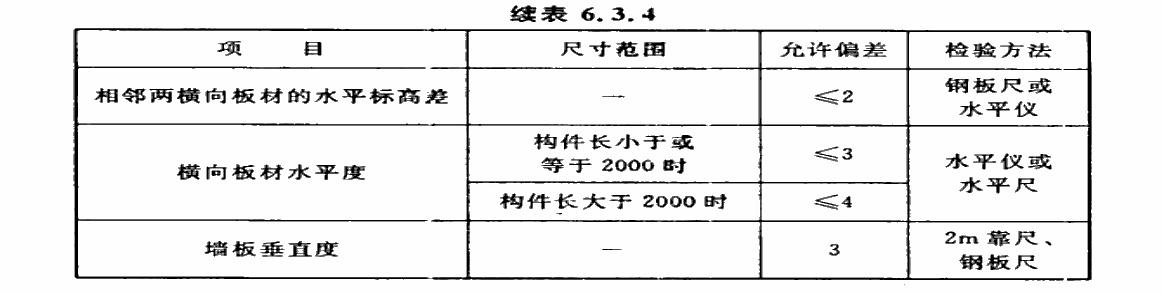 续表 6.3.4
项 目 尺寸范围 允许偏差 检验方法
相邻两横向板材的水平标高差 — ≤2 钢板尺或
水平仪
横向板材水平度 构件长小于或
等于 2000 时 ≤3 水平仪或
水平尺
构件长大于 2000 时 ≤4
墙板垂直度 — 3 2m 靠尺、
钢板尺